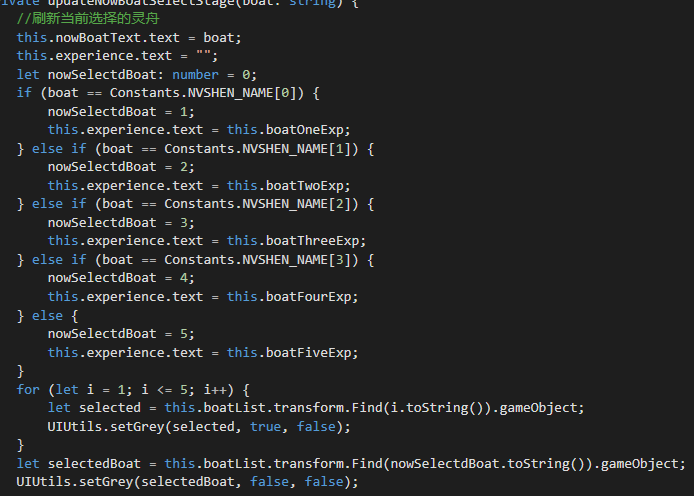 ivate updateNowBoatSelectStage(boat: string) {
//刷新当前选择的灵舟
this.nowBoatText.text = boat;
this.experience.text = "";
let nowSelectdBoat: number = 0;
if (boat == Constants.NVSHEN_NAME[0]) {
nowSelectdBoat = 1;
this.experience.text = this.boatOneExp;
} else if (boat == Constants.NVSHEN_NAME[1]) {
nowSelectdBoat = 2;
this.experience.text = this.boatTwoExp;
} else if (boat == Constants.NVSHEN_NAME[2]) {
nowSelectdBoat = 3;
this.experience.text = this.boatThreeExp;
} else if (boat == Constants.NVSHEN_NAME[3]) {
nowSelectdBoat = 4;
this.experience.text = this.boatFourExp;
} else {
nowSelectdBoat = 5;
this.experience.text = this.boatFiveExp;
}
for (let i = 1; i <= 5; i++) {
let selected = this.boatList.transform.Find(i.toString()).gameObject;
UIUtils.setGrey(selected, true, false);
}
let selectedBoat = this.boatList.transform.Find(nowSelectdBoat.toString()).gameObject;
UIUtils.setGrey(selectedBoat, false, false);